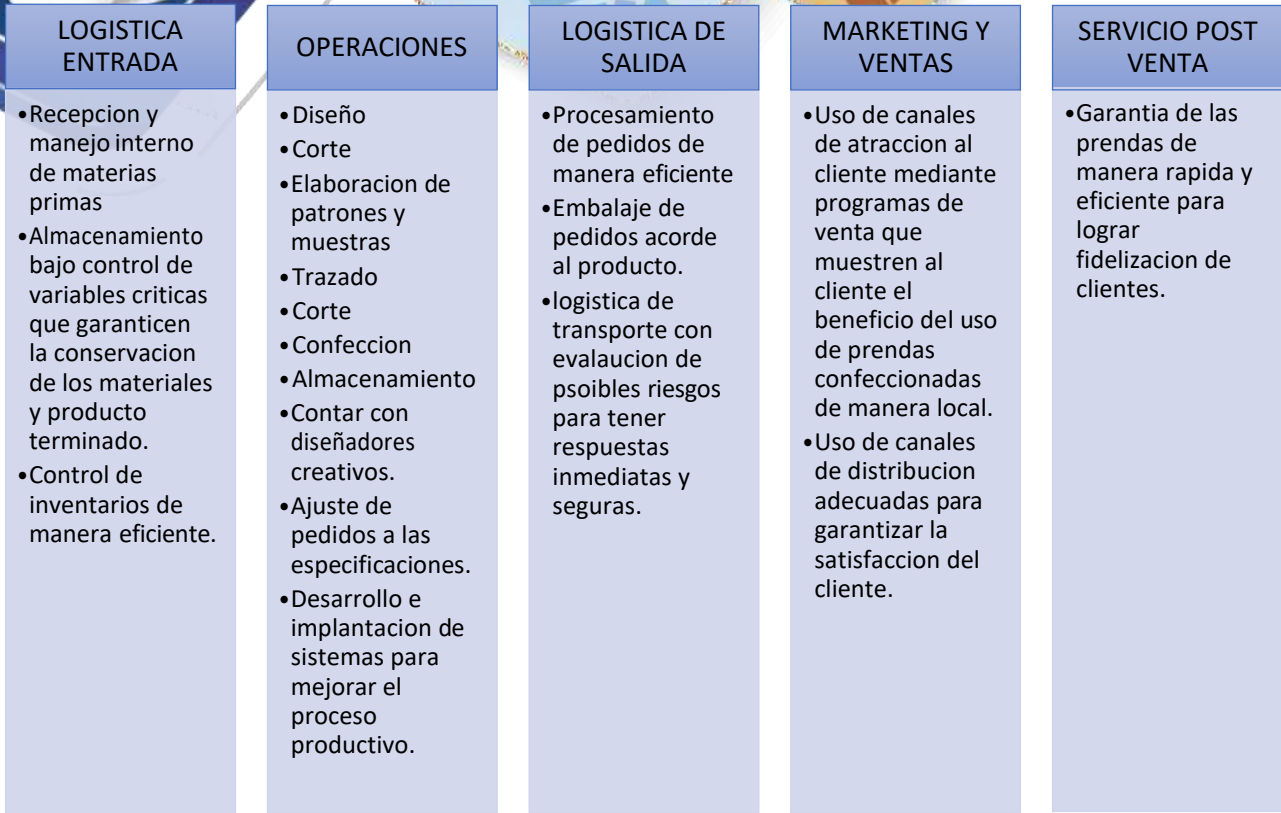 LOGISTICA
ENTRADA
•Recepcion y
manejo interno
de materias
primas
•Almacenamiento
bajo control de
variables criticas
que garanticen
la conservacion
de los materiales
y producto
terminado.
•Control de
inventarios de
manera eficiente.
OPERACIONES
•Diseño
•Corte
•Elaboracion de
patrones y
muestras
•Trazado
•Corte
•Confeccion
•Almacenamiento
•Contar con
diseñadores
creativos.
•Ajuste de
pedidos a las
especificaciones.
•Desarrollo e
implantacion de
sistemas para
mejorar el
proceso
productivo.
LOGISTICA DE
SALIDA
•Procesamiento
de pedidos de
manera eficiente
•Embalaje de
pedidos acorde
al producto.
•logistica de
transporte con
evalaucion de
psoibles riesgos
para tener
respuestas
inmediatas y
seguras.
MARKETING Y
VENTAS
•Uso de canales
de atraccion al
cliente mediante
programas de
venta que
muestren al
cliente el
beneficio del uso
de prendas
confeccionadas
de manera local.
•Uso de canales
de distribucion
adecuadas para
garantizar la
satisfaccion del
cliente.
SERVICIO POST
VENTA
•Garantia de las
prendas de
manera rapida y
eficiente para
lograr
fidelizacion de
clientes.